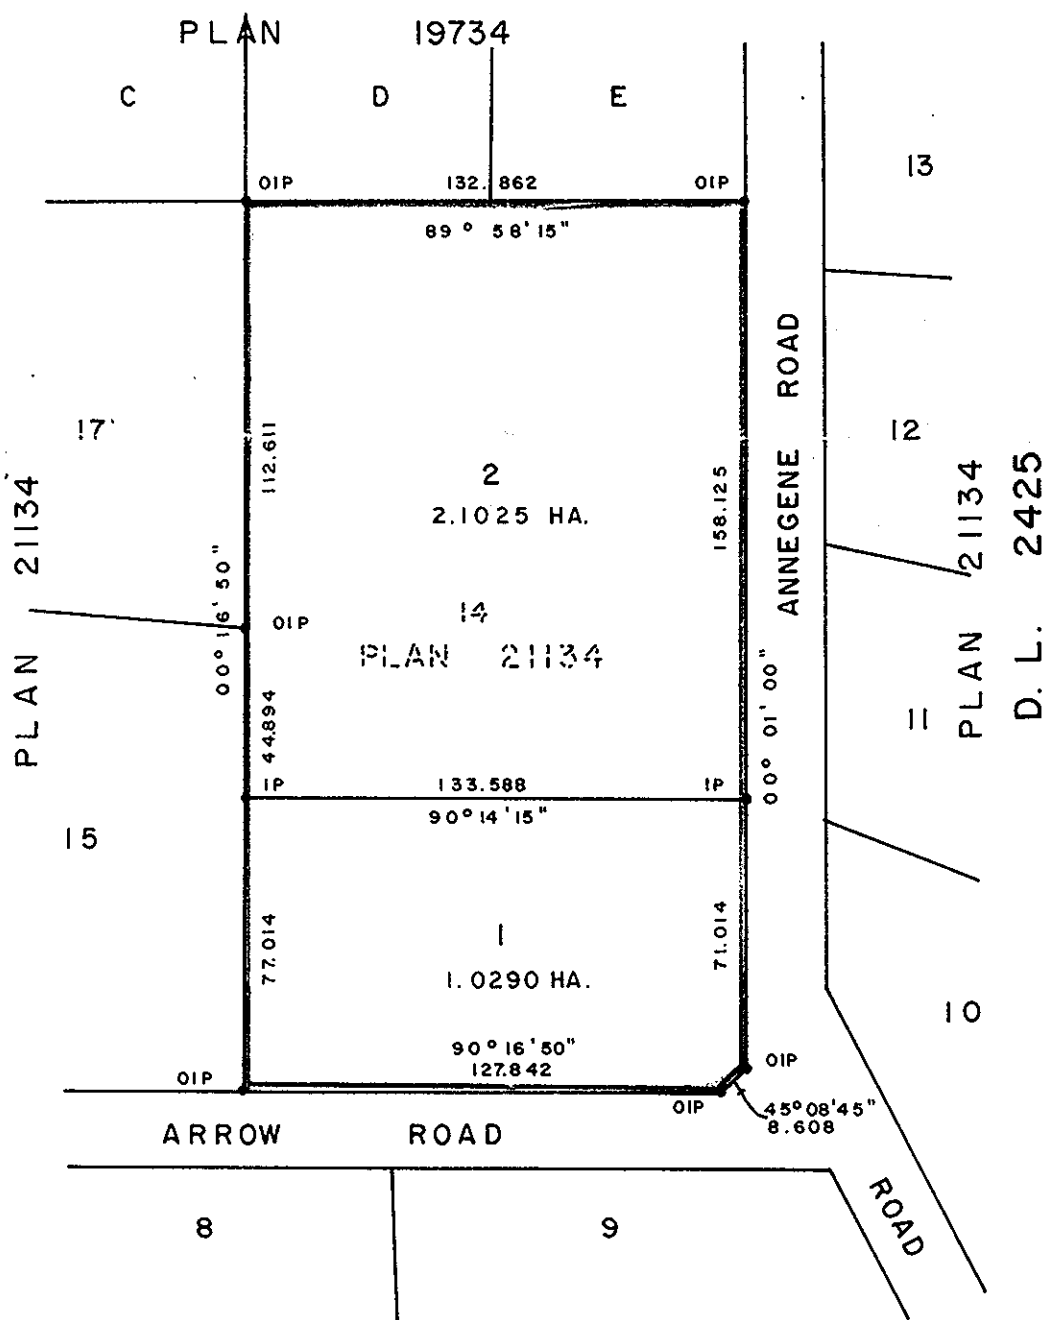 PLAN 19734
C D E
13
OIP 132.862 OIP
89° 58'15"
ANNEGENE ROAD
17
12
112.611
158.125
2
2.1025 HA.
PLAN 21134
PLAN 21134
D. L. 2425
00° 16' 50"
OIP
14
PLAN 21134
44.894
00° 01' 00"
11
IP 133.588 IP
90° 14' 15"
15
77.014
71.014
1
1.0290 HA.
10
90° 16' 50"
127.842
OIP
OIP
OIP
45° 08' 45"
8.608
ARROW ROAD
ROAD
8 9